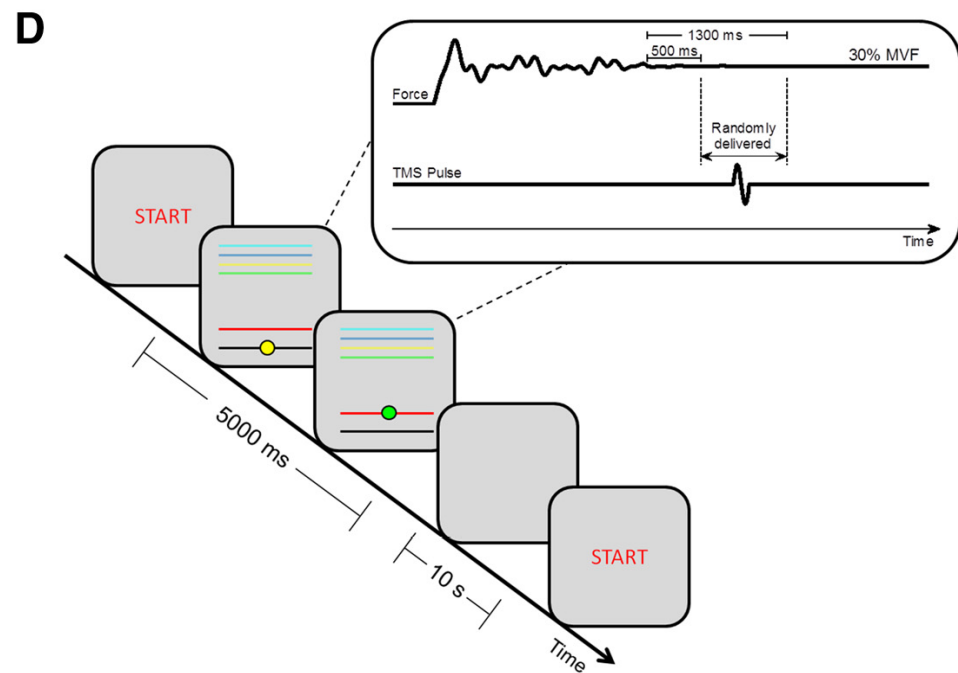 D
1300 ms
500 ms
30% MVF
Force
Randomly
delivered
TMS Pulse
Time
START
5000 ms
10 s
START
Time